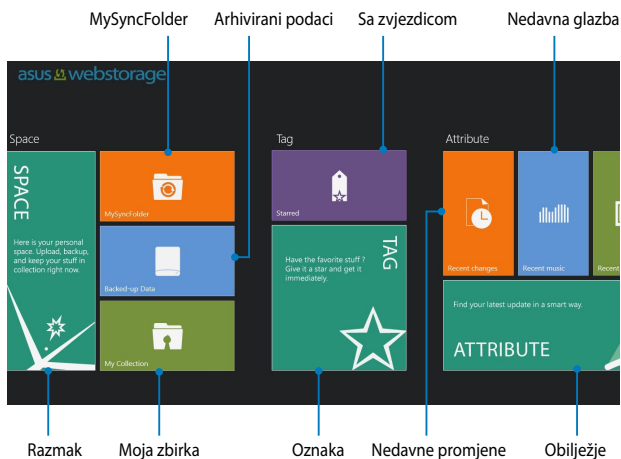 MySyncFolder Arhivirani podaci Sa zvjezdicom Nedavna glazba
asus webstorage
Space Tag Attribute
SPACE
Here is your personal
space. Upload, backup,
and keep your stuff in
collection right now.
MySyncFolder
Backed-up Data
My Collection
Starred
TAG
Have the favorite stuff ?
Give it a star and get it
immediately.
Recent changes
Recent music
Recent
Find your latest update in a smart way.
ATTRIBUTE
Razmak Moja zbirka Oznaka Nedavne promjene Obilježje